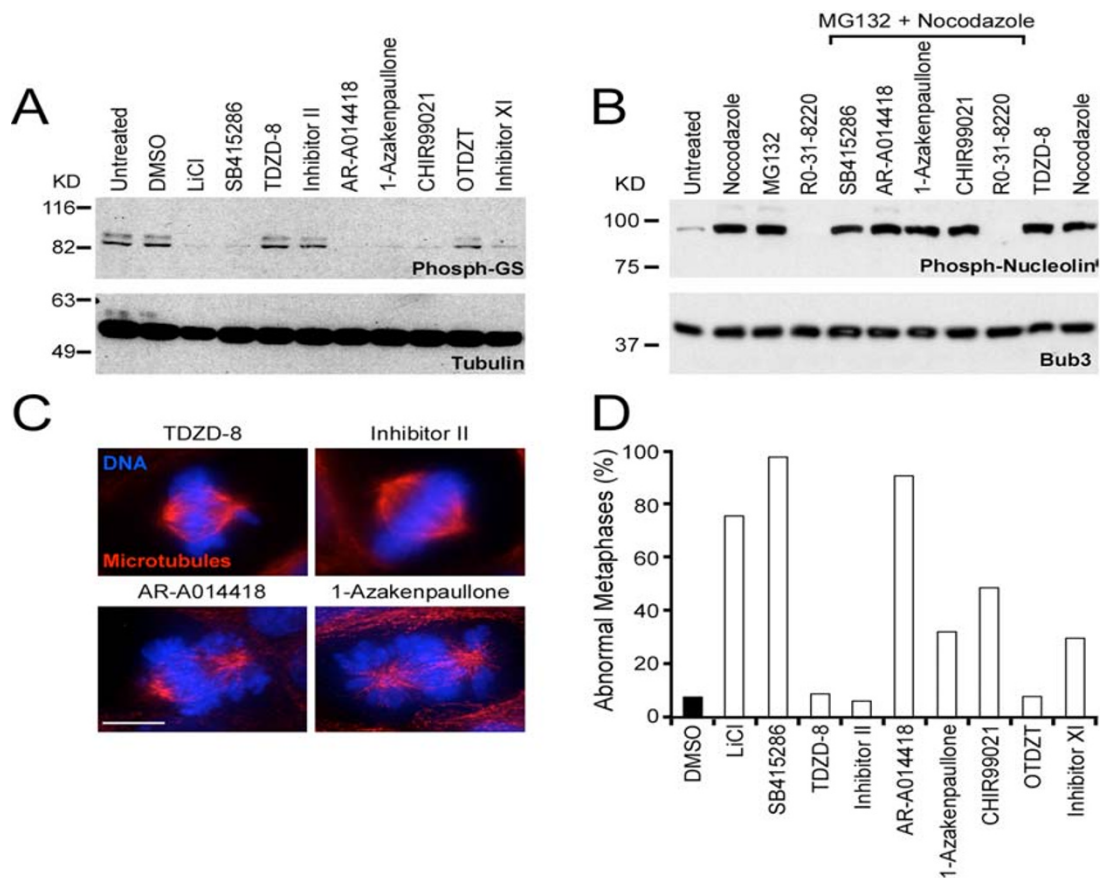 A
Untreated
DMSO
LiCl
SB415286
TDZD-8
Inhibitor II
AR-A014418
1-Azakenpaullone
CHIR99021
OTDZT
Inhibitor XI
KD
116
82
Phosph-GS
63
49
Tubulin
B
MG132 + Nocodazole
Untreated
Nocodazole
MG132
R0-31-8220
SB415286
AR-A014418
1-Azakenpaullone
CHIR99021
R0-31-8220
TDZD-8
Nocodazole
KD
100
75
Phosph-Nucleolin
37
Bub3
C
TDZD-8
Inhibitor II
DNA
Microtubules
AR-A014418
1-Azakenpaullone
D
Abnormal Metaphases (%)
100
80
60
40
20
0
DMSO
LiCl
SB415286
TDZD-8
Inhibitor II
AR-A014418
1-Azakenpaullone
CHIR99021
OTDZT
Inhibitor XI